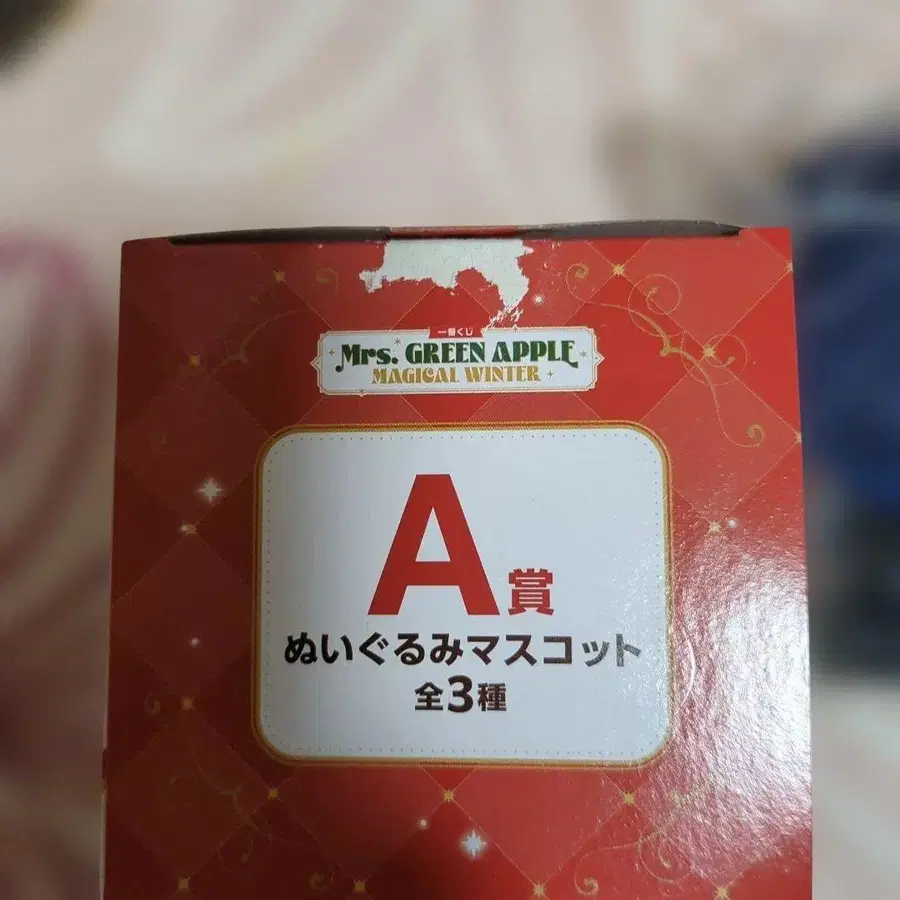 一番くじ
Mrs. GREEN APPLE
MAGICAL WINTER
A賞
ぬいぐるみマスコット
全3種